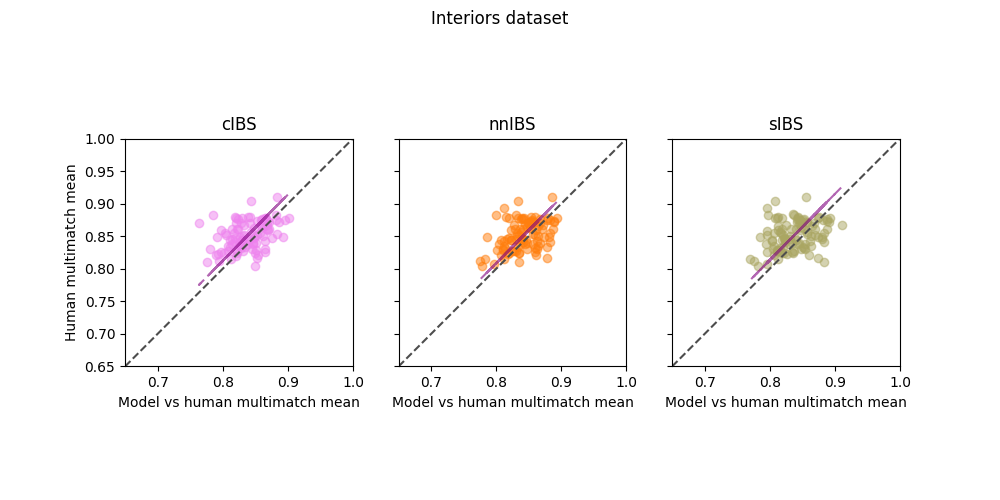 Interiors dataset
cIBS
nnIBS
sIBS
Human multimatch mean
1.00
0.95
0.90
0.85
0.80
0.75
0.70
0.65
0.7 0.8 0.9 1.0
0.7 0.8 0.9 1.0
0.7 0.8 0.9 1.0
Model vs human multimatch mean
Model vs human multimatch mean
Model vs human multimatch mean